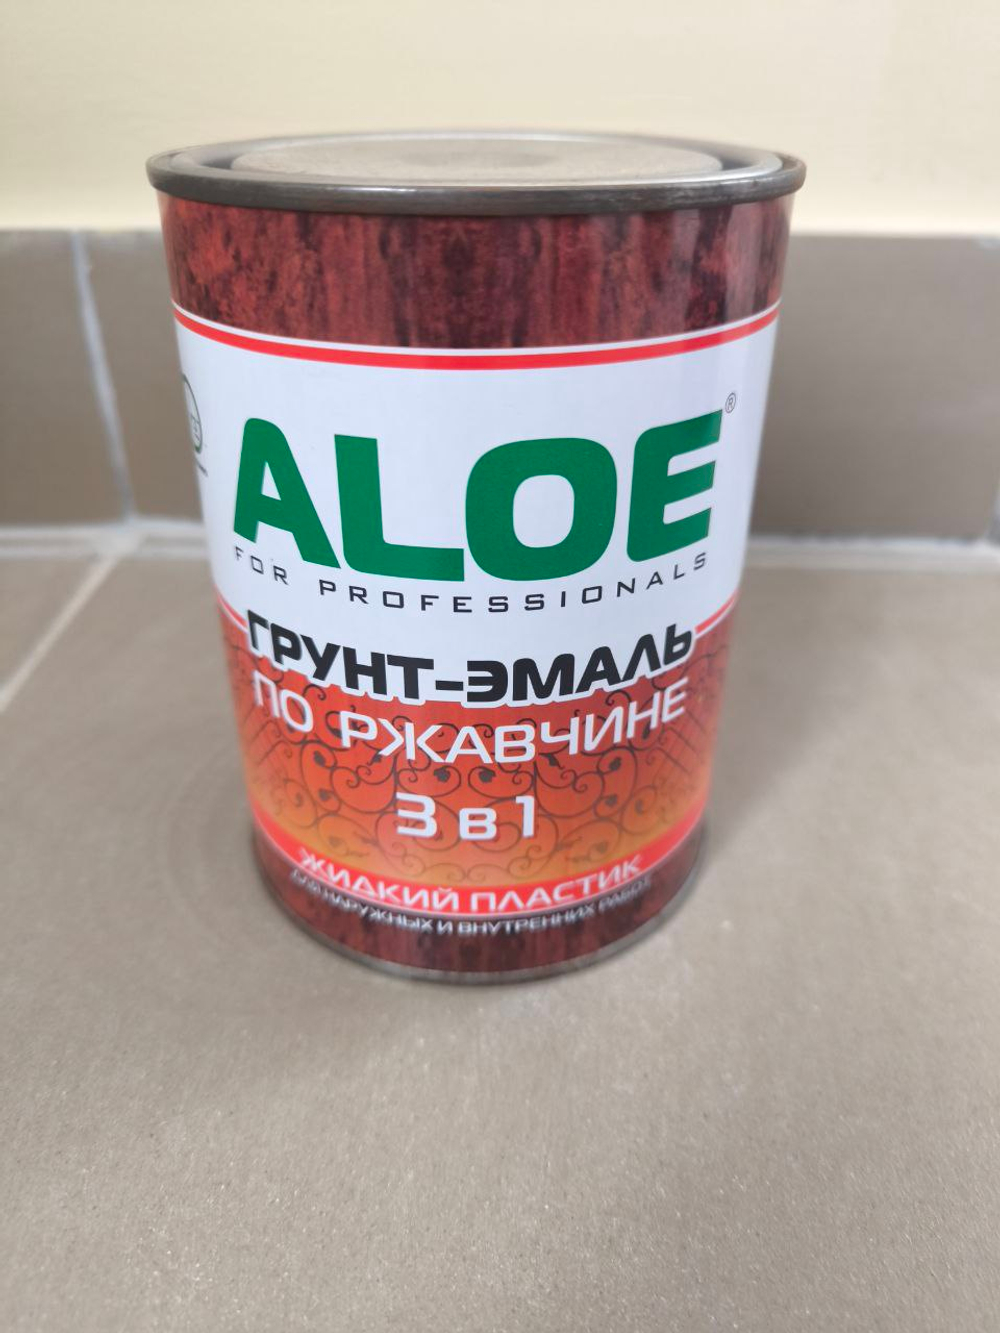 ALOE®
FOR PROFESSIONALS
ГРУНТ-ЭМАЛЬ
ПО РЖАВЧИНЕ
3 в 1
ЖИДКИЙ ПЛАСТИК
ДЛЯ НАРУЖНЫХ И ВНУТРЕННИХ РАБОТ